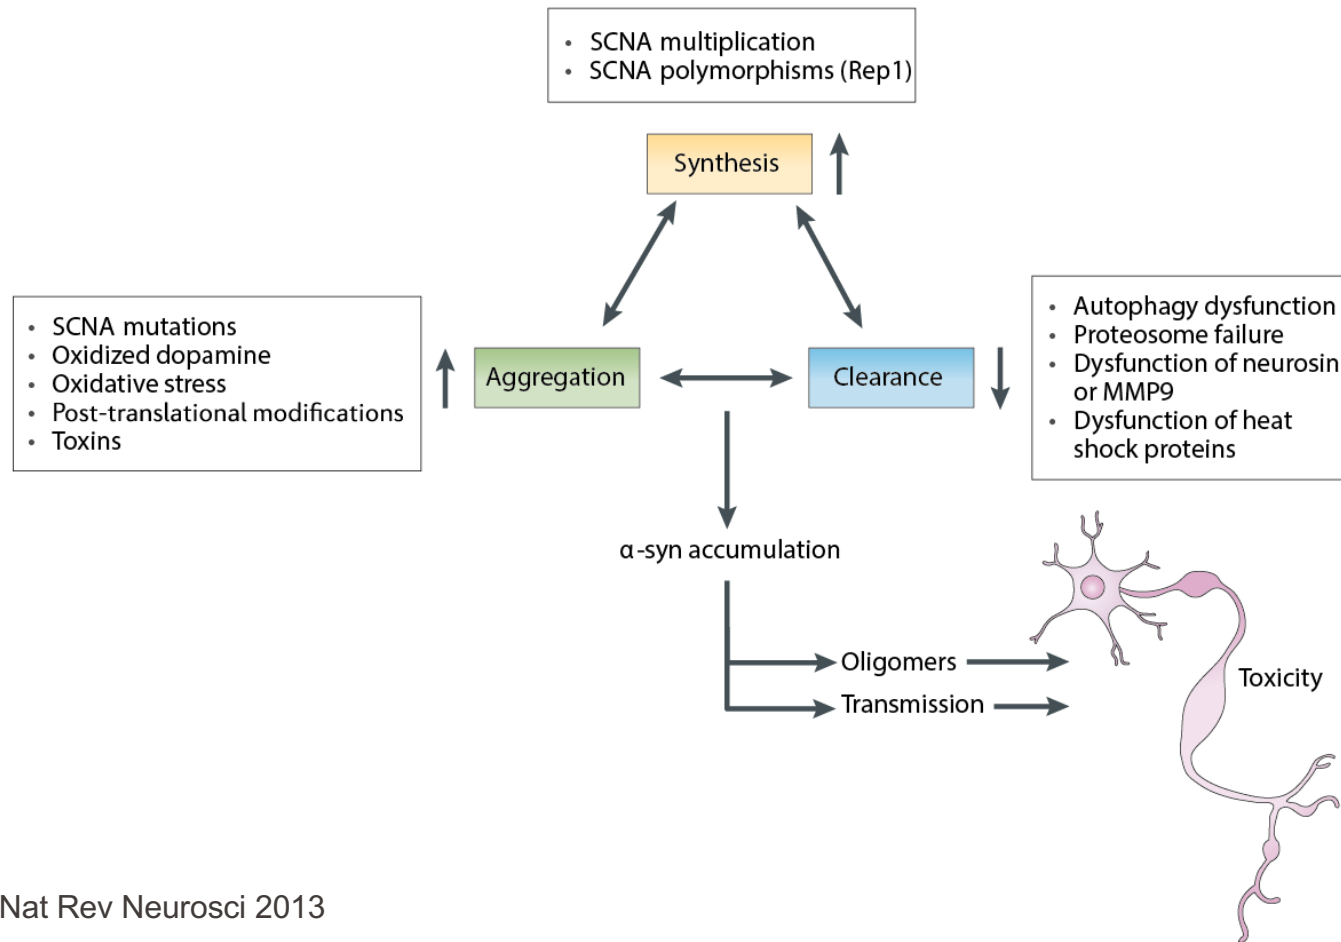 • SCNA multiplication
• SCNA polymorphisms (Rep1)
Synthesis
• SCNA mutations
• Oxidized dopamine
• Oxidative stress
• Post-translational modifications
• Toxins
Aggregation
Clearance
• Autophagy dysfunction
• Proteosome failure
• Dysfunction of neurosin
or MMP9
• Dysfunction of heat
shock proteins
α-syn accumulation
Oligomers
Transmission
Toxicity
Nat Rev Neurosci 2013